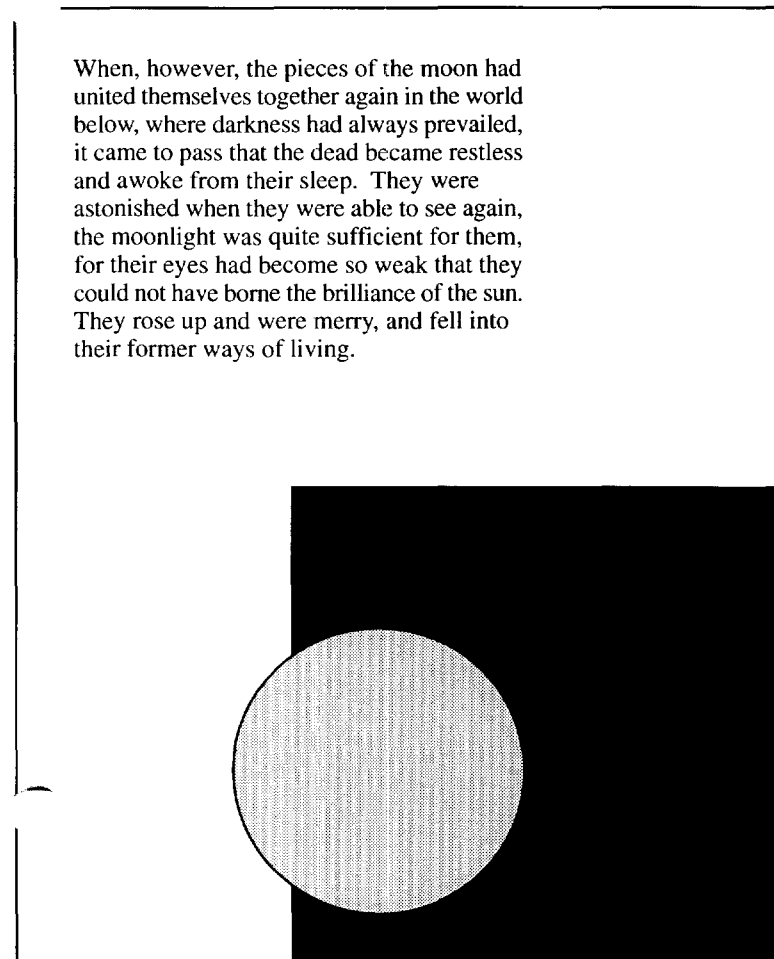 When, however, the pieces of the moon had
united themselves together again in the world
below, where darkness had always prevailed,
it came to pass that the dead became restless
and awoke from their sleep. They were
astonished when they were able to see again,
the moonlight was quite sufficient for them,
for their eyes had become so weak that they
could not have borne the brilliance of the sun.
They rose up and were merry, and fell into
their former ways of living.